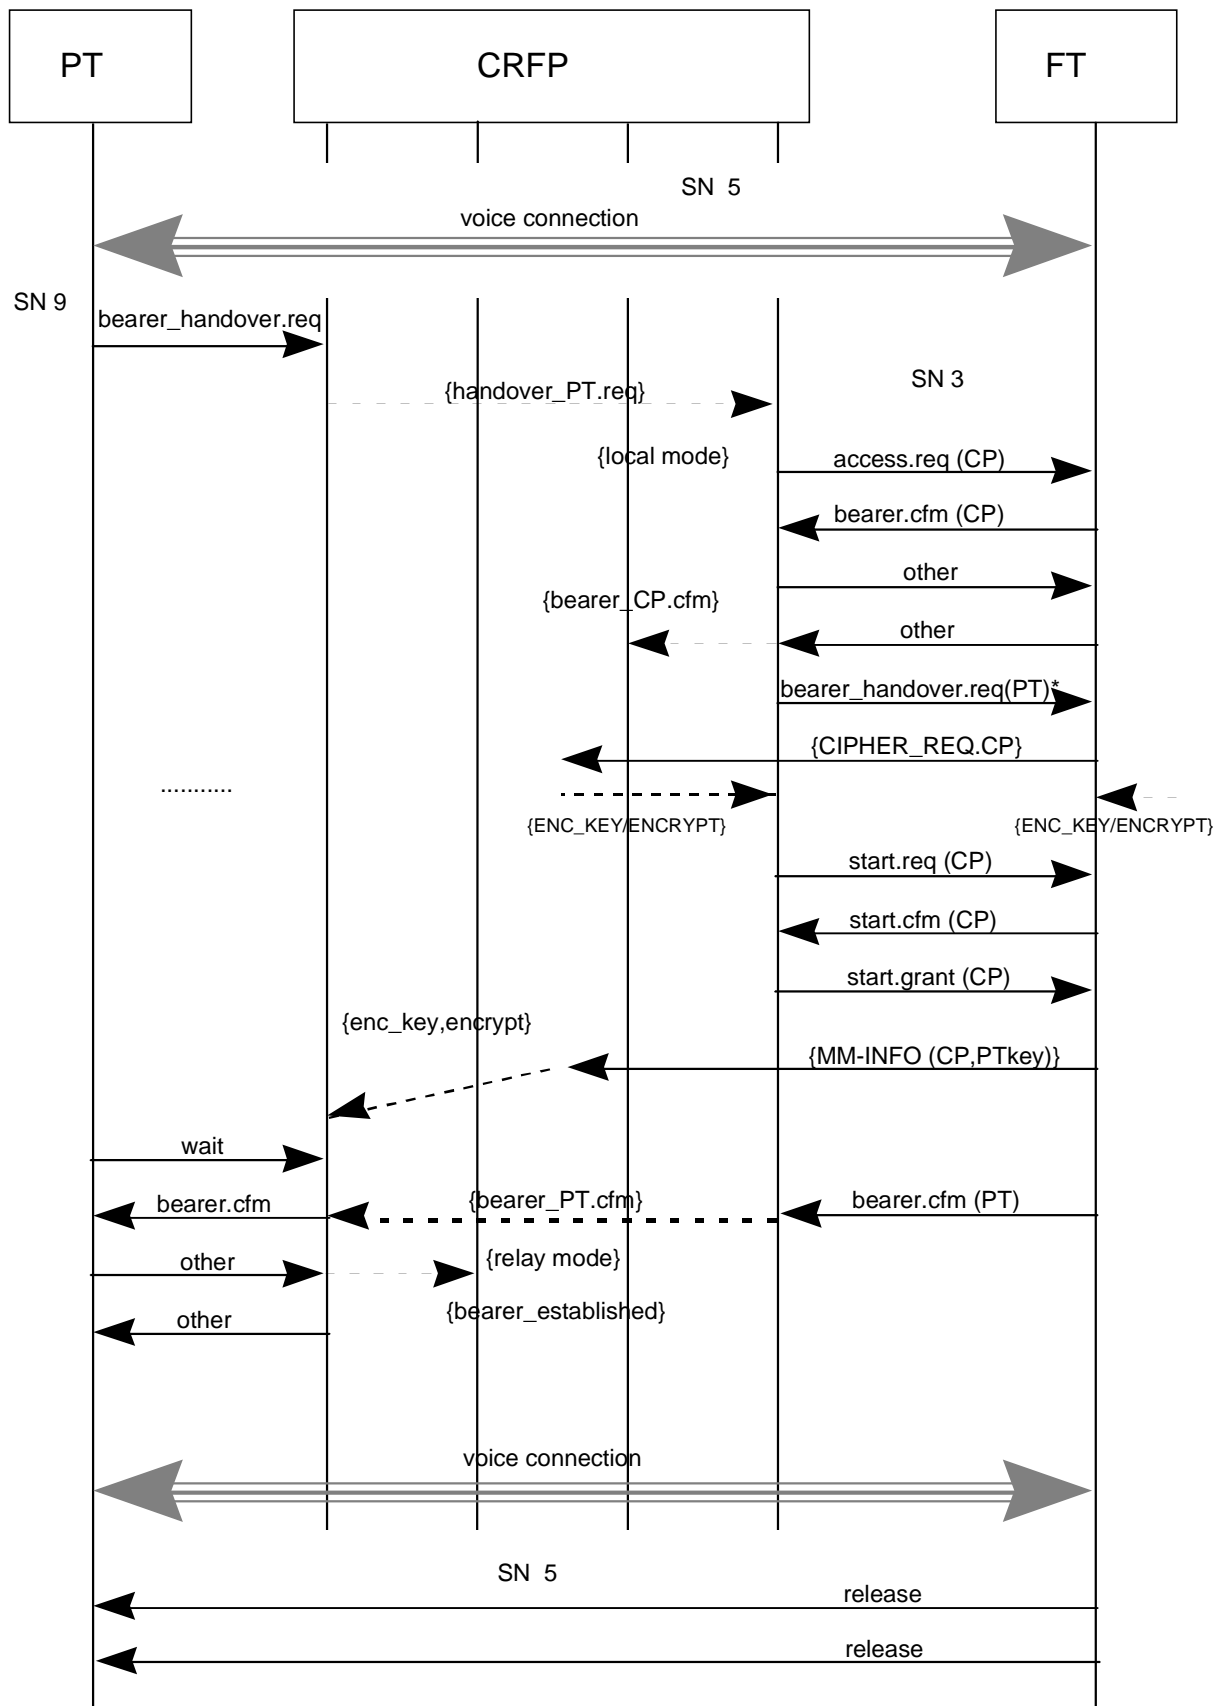 PT
CRFP
FT
SN 5
voice connection
SN 9
bearer_handover.req
SN 3
{handover_PT.req}
{local mode}
access.req (CP)
bearer.cfm (CP)
other
{bearer_CP.cfm}
other
bearer_handover.req(PT)*
{CIPHER_REQ.CP}
...........
{ENC_KEY/ENCRYPT}
{ENC_KEY/ENCRYPT}
start.req (CP)
start.cfm (CP)
start.grant (CP)
{enc_key,encrypt}
{MM-INFO (CP,PTkey)}
wait
bearer.cfm
{bearer_PT.cfm}
bearer.cfm (PT)
other
{relay mode}
{bearer_established}
other
voice connection
SN 5
release
release